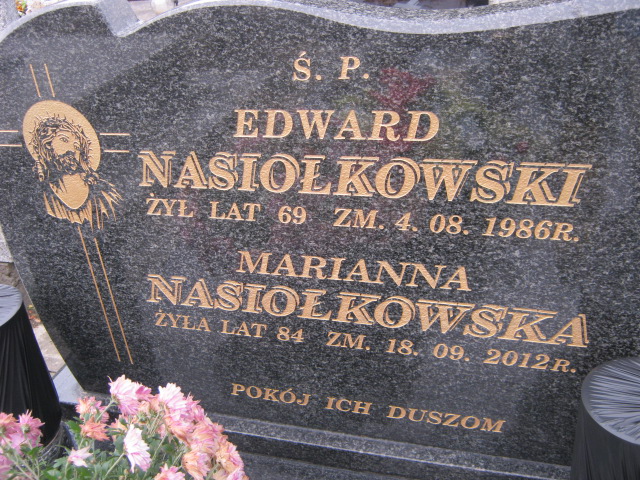 Ś. P.
EDWARD
NASIOŁKOWSKI
ŻYŁ LAT 69 ZM. 4. 08. 1986R.
MARIANNA
NASIOŁKOWSKA
ŻYŁA LAT 84 ZM. 18. 09. 2012R.
POKÓJ ICH DUSZOM